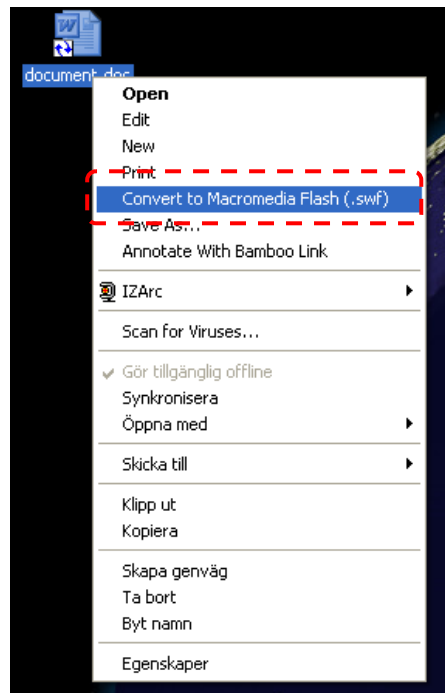 document.doc
Open
Edit
New
Print
Convert to Macromedia Flash (.swf)
Save As...
Annotate With Bamboo Link
IZArc
Scan for Viruses...
Gör tillgänglig offline
Synkronisera
Öppna med
Skicka till
Klipp ut
Kopiera
Skapa genväg
Ta bort
Byt namn
Egenskaper